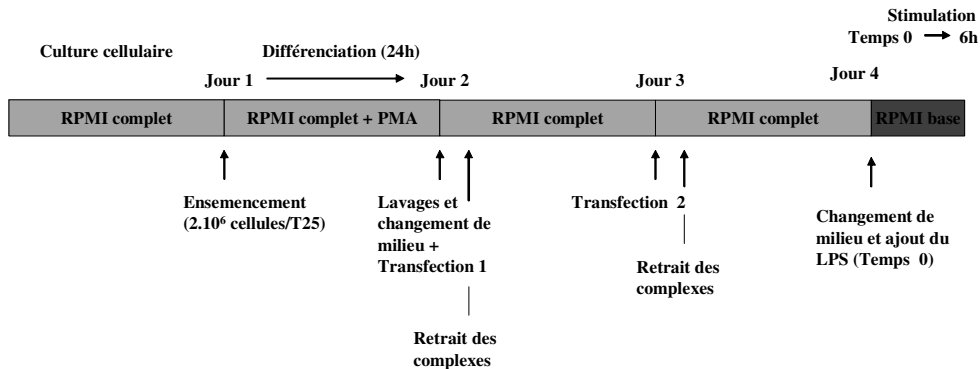 Stimulation
Culture cellulaire
Différenciation (24h)
Temps 0 6h
Jour 1
Jour 2
Jour 3
Jour 4
RPMI complet
RPMI complet + PMA
RPMI complet
RPMI complet
RPMI base
Ensemencement
(2.10⁶ cellules/T25)
Lavages et
changement de
milieu +
Transfection 1
Transfection 2
Changement de
milieu et ajout du
LPS (Temps 0)
Retrait des
complexes
Retrait des
complexes